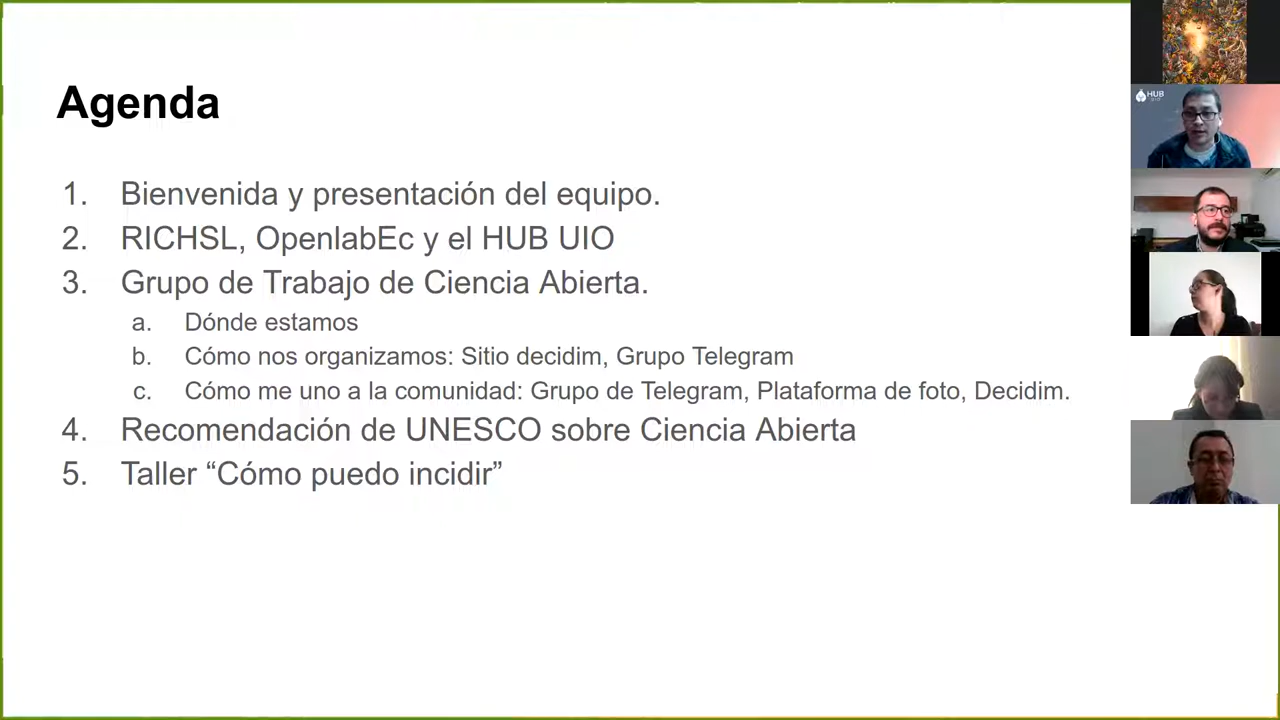 Agenda
1. Bienvenida y presentación del equipo.
2. RICHSL, OpenlabEc y el HUB UIO
3. Grupo de Trabajo de Ciencia Abierta.
a. Dónde estamos
b. Cómo nos organizamos: Sitio decidim, Grupo Telegram
c. Cómo me uno a la comunidad: Grupo de Telegram, Plataforma de foto, Decidim.
4. Recomendación de UNESCO sobre Ciencia Abierta
5. Taller “Cómo puedo incidir”
HUB
UIO